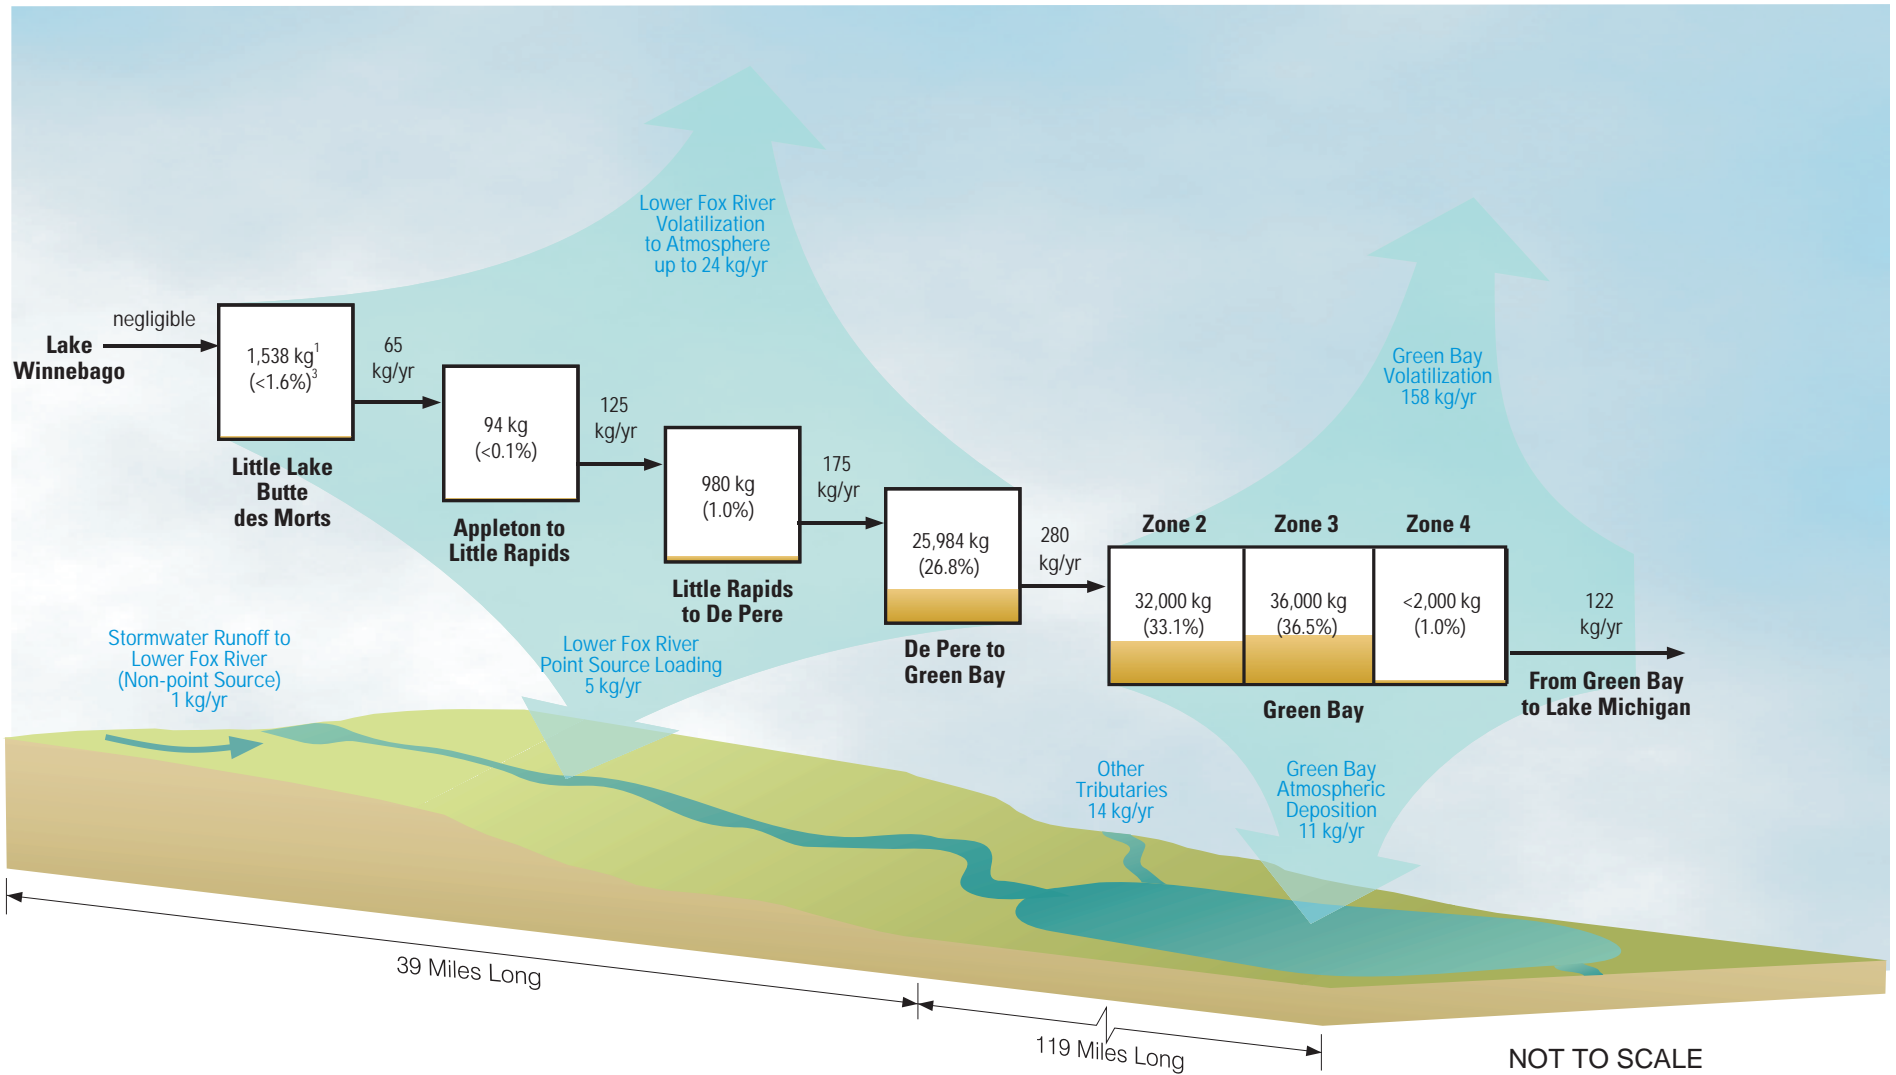 Lower Fox River
Volatilization
to Atmosphere
up to 24 kg/yr
Green Bay
Volatilization
158 kg/yr
negligible
Lake
Winnebago
1,538 kg¹
(<1.6%)³
Little Lake
Butte
des Morts
65
kg/yr
94 kg
(<0.1%)
Appleton to
Little Rapids
125
kg/yr
980 kg
(1.0%)
Little Rapids
to De Pere
175
kg/yr
25,984 kg
(26.8%)
De Pere to
Green Bay
280
kg/yr
Zone 2
32,000 kg
(33.1%)
Zone 3
36,000 kg
(36.5%)
Zone 4
<2,000 kg
(1.0%)
Green Bay
122
kg/yr
From Green Bay
to Lake Michigan
Stormwater Runoff to
Lower Fox River
(Non-point Source)
1 kg/yr
Lower Fox River
Point Source Loading
5 kg/yr
Other
Tributaries
14 kg/yr
Green Bay
Atmospheric
Deposition
11 kg/yr
39 Miles Long
119 Miles Long
NOT TO SCALE